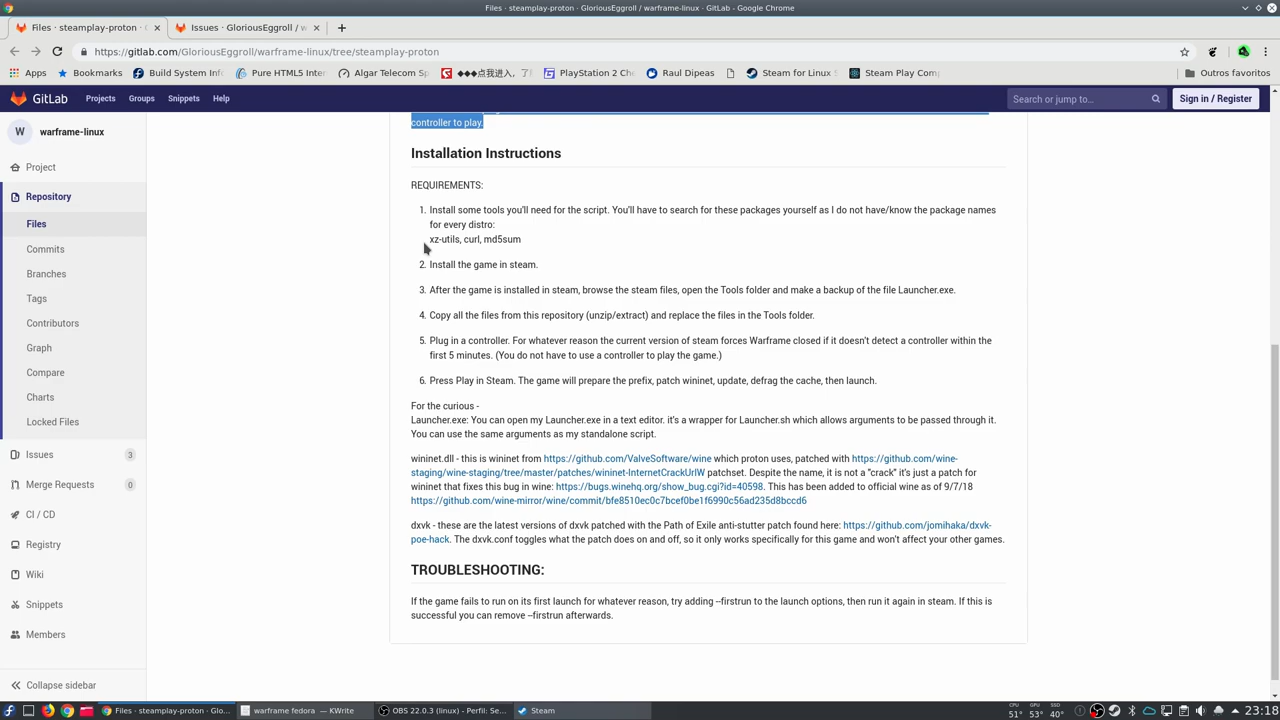 Files · steamplay-proton · GloriousEggroll / warframe-linux · GitLab - Google Chrome
Files · steamplay-proton · Glo
Issues · GloriousEggroll / w
https://gitlab.com/GloriousEggroll/warframe-linux/tree/steamplay-proton
Apps Bookmarks Build System Inf Pure HTML5 Inte Algar Telecom Sp ◆◆◆点我进入, PlayStation 2 Che Raul Dipeas Steam for Linux Steam Play Comp Outros favoritos
GitLab Projects Groups Snippets Help Search or jump to... Sign in / Register
W warframe-linux
Project
Repository
Files
Commits
Branches
Tags
Contributors
Graph
Compare
Charts
Locked Files
Issues 3
Merge Requests 0
CI / CD
Registry
Wiki
Snippets
Members
Collapse sidebar
controller to play.
Installation Instructions
REQUIREMENTS:
1. Install some tools you'll need for the script. You'll have to search for these packages yourself as I do not have/know the package names
for every distro:
xz-utils, curl, md5sum
2. Install the game in steam.
3. After the game is installed in steam, browse the steam files, open the Tools folder and make a backup of the file Launcher.exe.
4. Copy all the files from this repository (unzip/extract) and replace the files in the Tools folder.
5. Plug in a controller. For whatever reason the current version of steam forces Warframe closed if it doesn't detect a controller within the
first 5 minutes. (You do not have to use a controller to play the game.)
6. Press Play in Steam. The game will prepare the prefix, patch wininet, update, defrag the cache, then launch.
For the curious -
Launcher.exe: You can open my Launcher.exe in a text editor. it's a wrapper for Launcher.sh which allows arguments to be passed through it.
You can use the same arguments as my standalone script.
wininet.dll - this is wininet from https://github.com/ValveSoftware/wine which proton uses, patched with https://github.com/wine-
staging/wine-staging/tree/master/patches/wininet-InternetCrackUrlW patchset. Despite the name, it is not a "crack" it's just a patch for
wininet that fixes this bug in wine: https://bugs.winehq.org/show_bug.cgi?id=40598. This has been added to official wine as of 9/7/18
https://github.com/wine-mirror/wine/commit/bfe8510ec0c7bcef0be1f6990c56ad235d8bccd6
dxvk - these are the latest versions of dxvk patched with the Path of Exile anti-stutter patch found here: https://github.com/jomihaka/dxvk-
poe-hack. The dxvk.conf toggles what the patch does on and off, so it only works specifically for this game and won't affect your other games.
TROUBLESHOOTING:
If the game fails to run on its first launch for whatever reason, try adding --firstrun to the launch options, then run it again in steam. If this is
successful you can remove --firstrun afterwards.
Files · steamplay-proton · Glo... warframe fedora — KWrite OBS 22.0.3 (linux) - Perfil: Se... Steam
CPU 51° GPU 53° SSD 40° 23:18